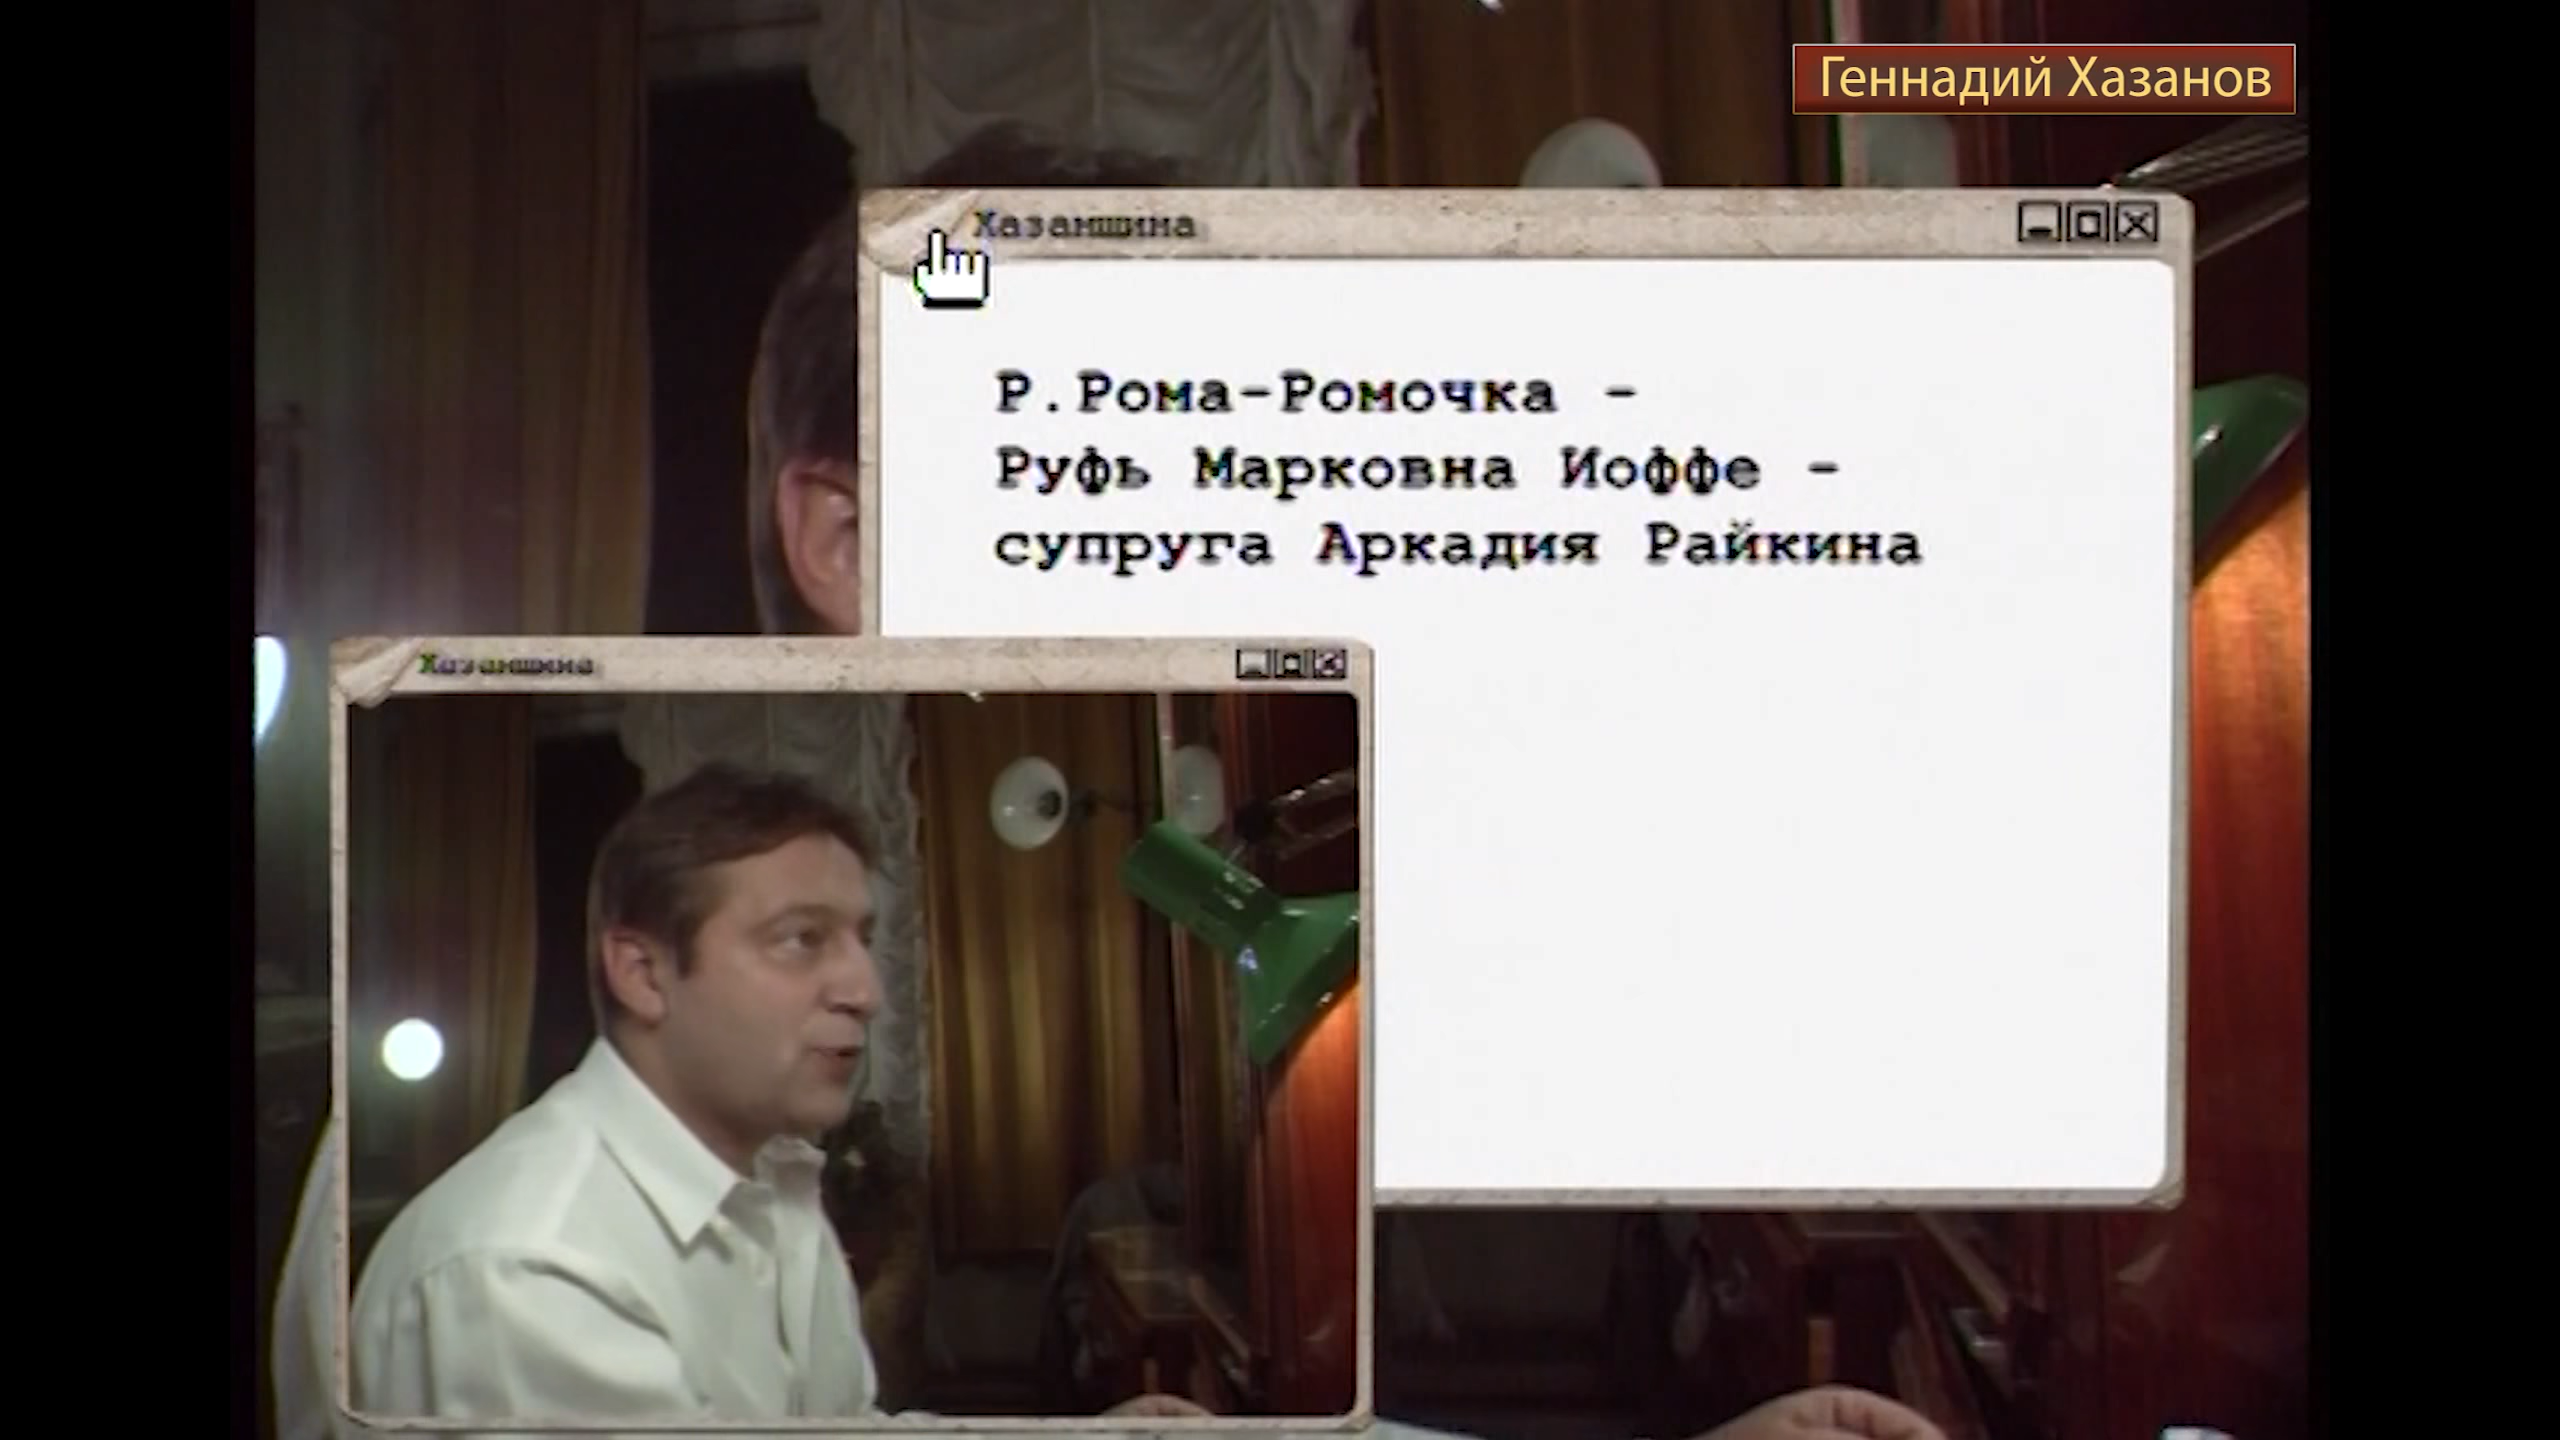 Геннадий Хазанов
Хазанщина
Р.Рома-Ромочка -
Руфь Марковна Иоффе -
супруга Аркадия Райкина
Хазанщина